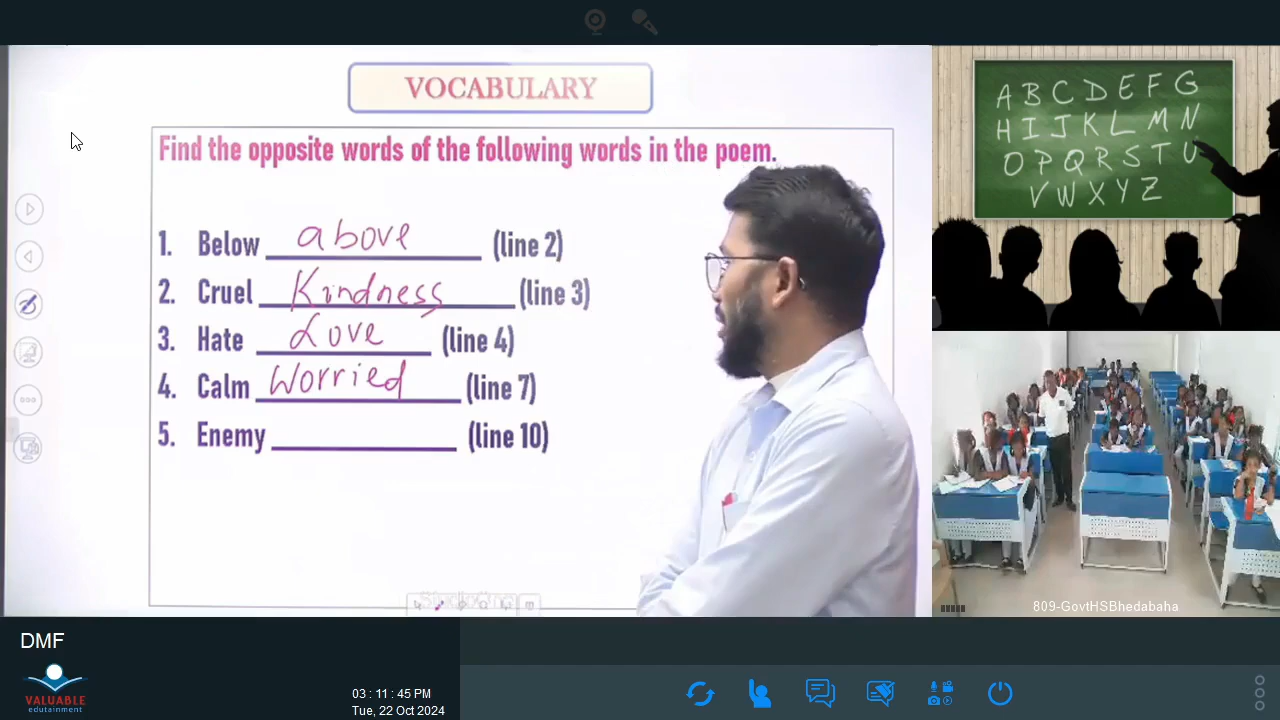 VOCABULARY
Find the opposite words of the following words in the poem.
1. Below above (line 2)
2. Cruel Kindness (line 3)
3. Hate Love (line 4)
4. Calm Worried (line 7)
5. Enemy ____________ (line 10)
A B C D E F G
H I J K L M N
O P Q R S T U
V W X Y Z
809-GovtHSBhedabaha
DMF
VALUABLE
edutainment
03 : 11 : 45 PM
Tue, 22 Oct 2024